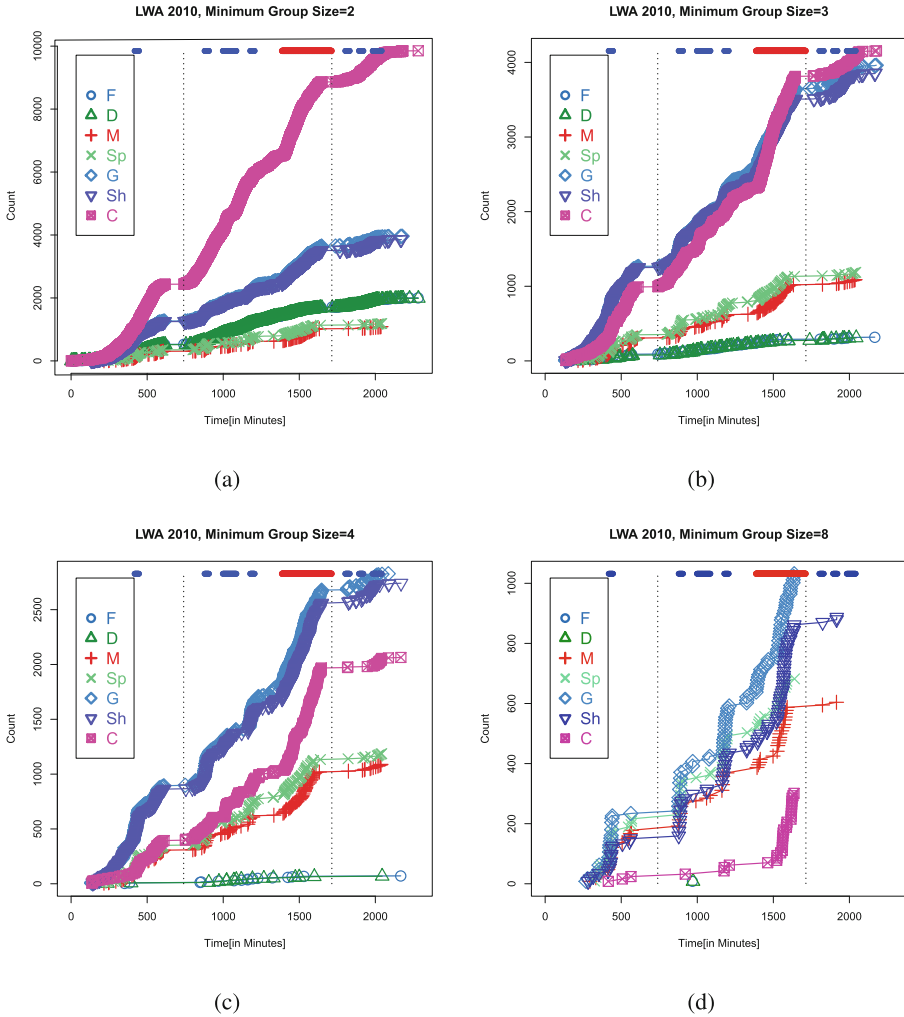 LWA 2010, Minimum Group Size=2
Count
10000
8000
6000
4000
2000
0
F
D
M
Sp
G
Sh
C
0 500 1000 1500 2000
Time[in Minutes]
(a)
LWA 2010, Minimum Group Size=3
Count
4000
3000
2000
1000
0
F
D
M
Sp
G
Sh
C
0 500 1000 1500 2000
Time[in Minutes]
(b)
LWA 2010, Minimum Group Size=4
Count
2500
2000
1500
1000
500
0
F
D
M
Sp
G
Sh
C
0 500 1000 1500 2000
Time[in Minutes]
(c)
LWA 2010, Minimum Group Size=8
Count
1000
800
600
400
200
0
F
D
M
Sp
G
Sh
C
0 500 1000 1500 2000
Time[in Minutes]
(d)